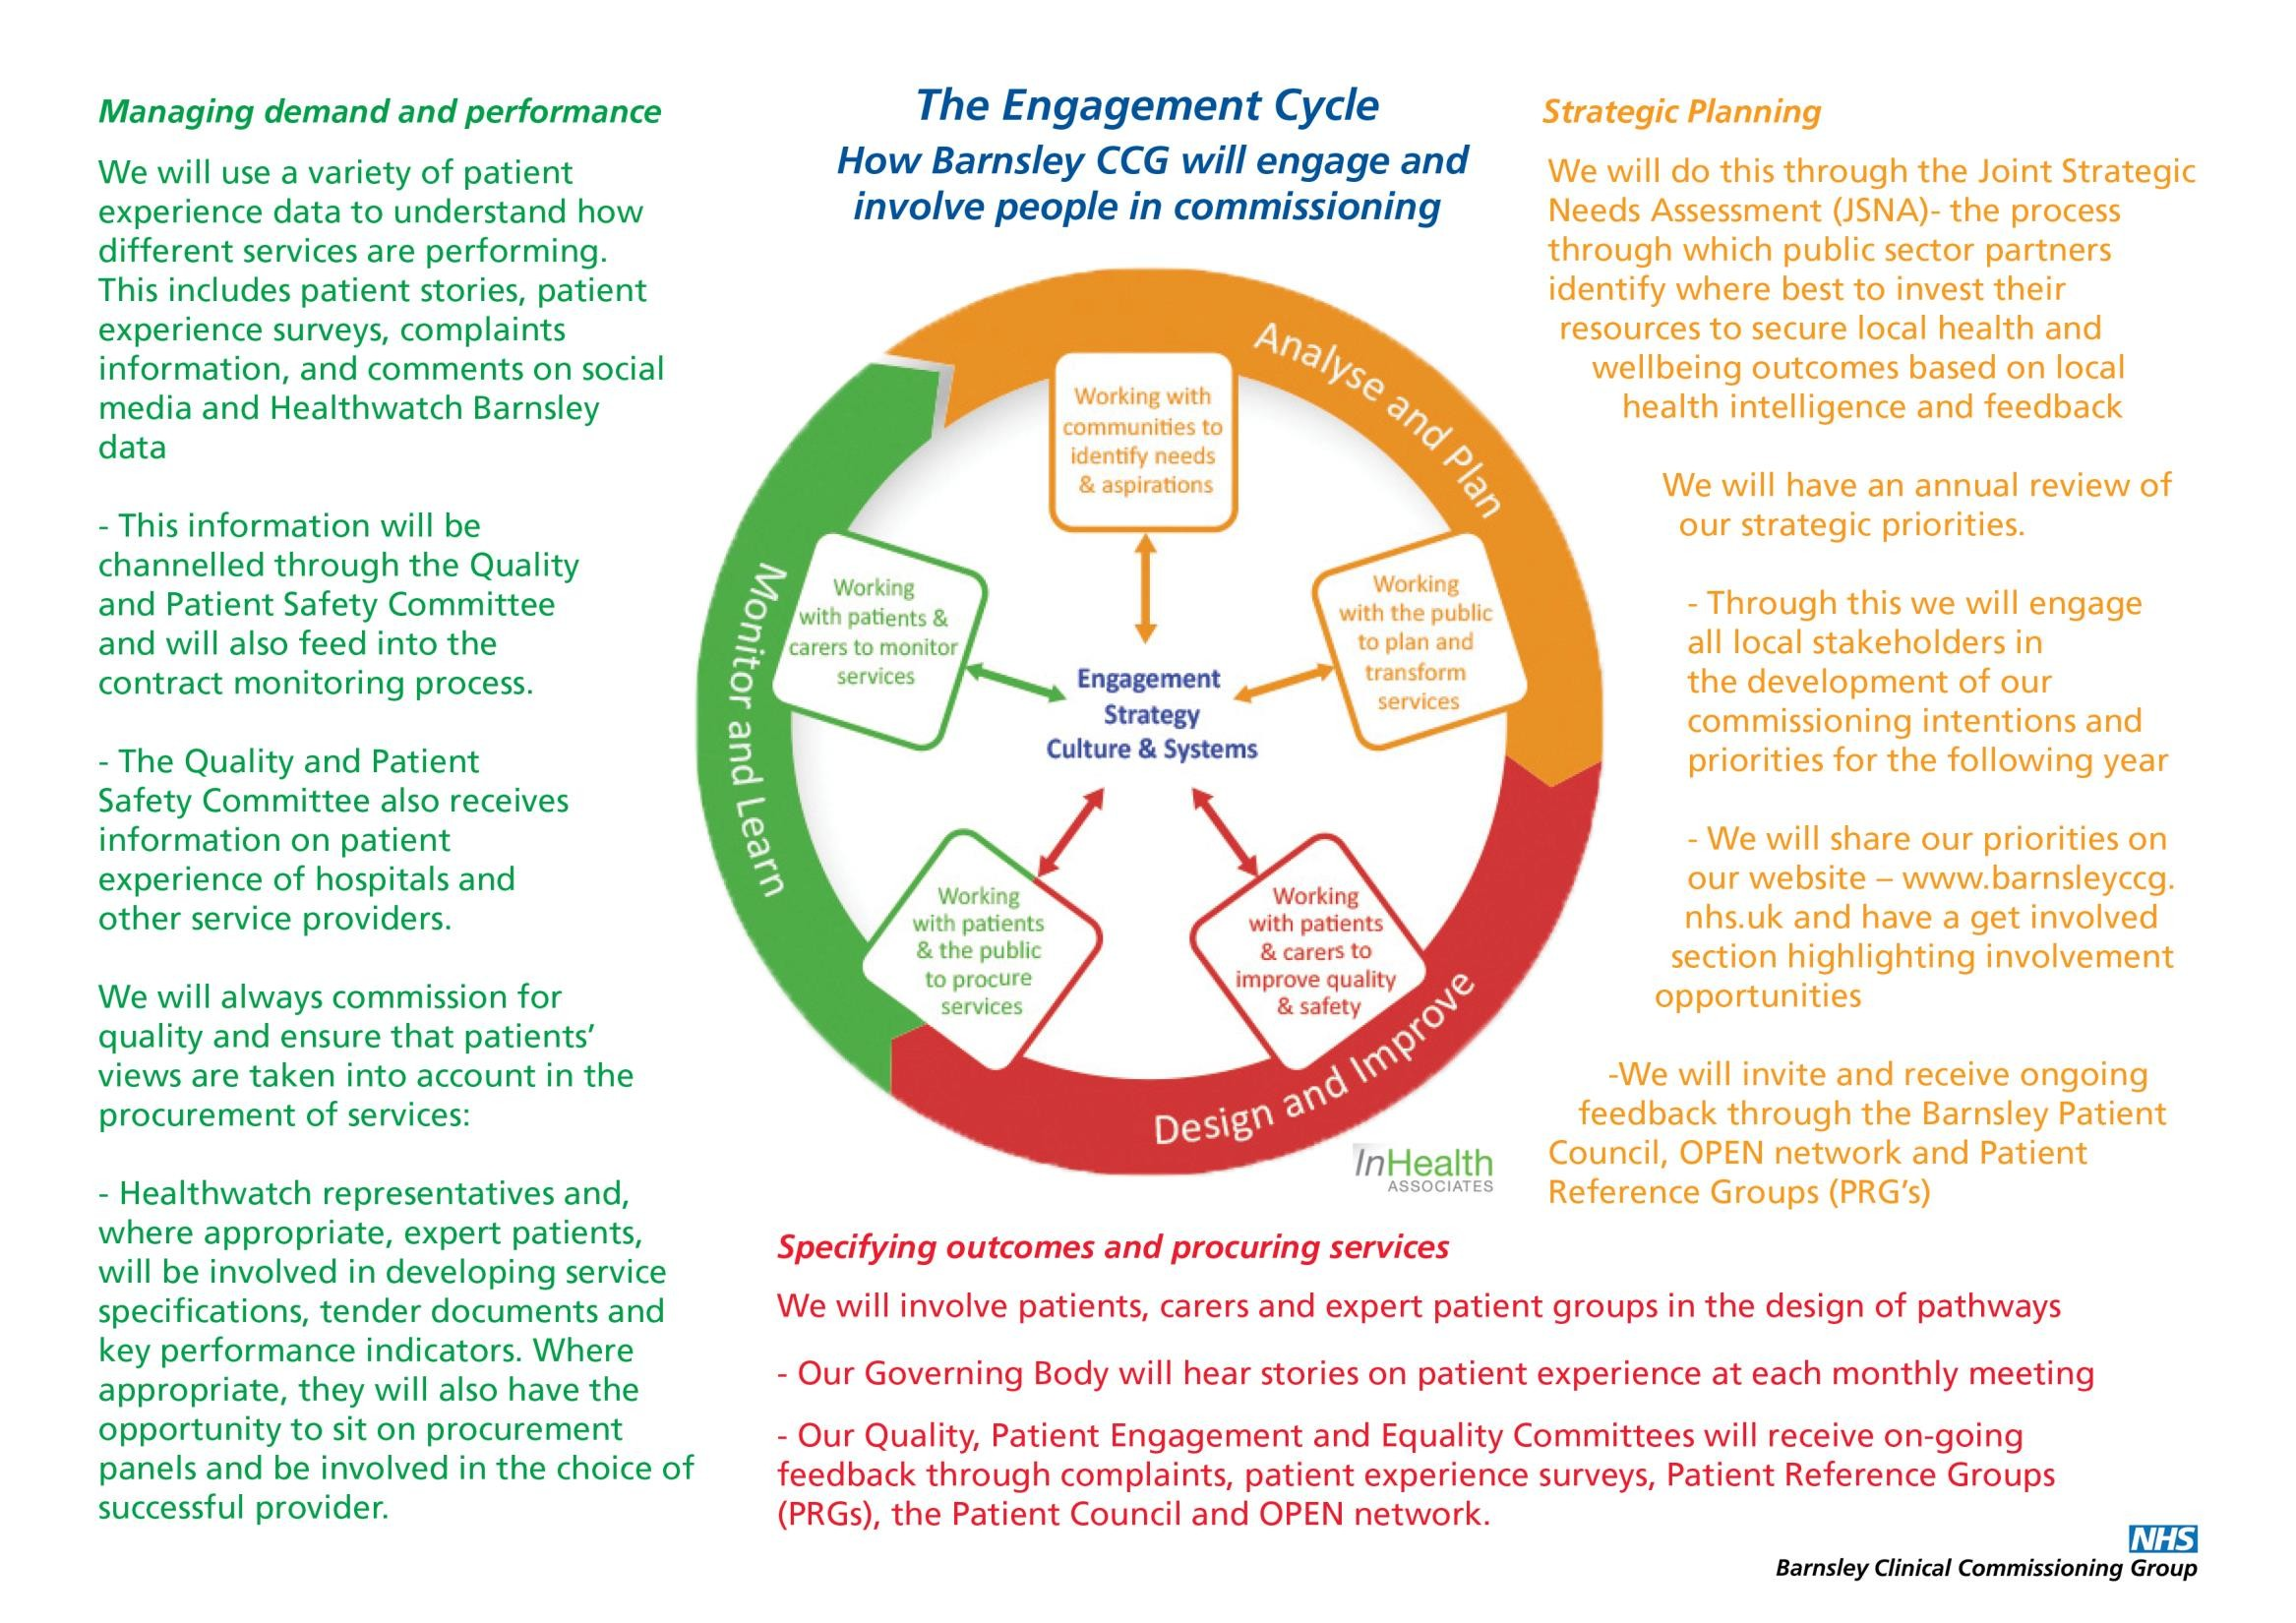 Managing demand and performance
We will use a variety of patient
experience data to understand how
different services are performing.
This includes patient stories, patient
experience surveys, complaints
information, and comments on social
media and Healthwatch Barnsley
data
- This information will be
channelled through the Quality
and Patient Safety Committee
and will also feed into the
contract monitoring process.
- The Quality and Patient
Safety Committee also receives
information on patient
experience of hospitals and
other service providers.
We will always commission for
quality and ensure that patients’
views are taken into account in the
procurement of services:
- Healthwatch representatives and,
where appropriate, expert patients,
will be involved in developing service
specifications, tender documents and
key performance indicators. Where
appropriate, they will also have the
opportunity to sit on procurement
panels and be involved in the choice of
successful provider.
The Engagement Cycle
How Barnsley CCG will engage and
involve people in commissioning
Analyse and Plan
Working with
communities to
identify needs
& aspirations
Working
with the public
to plan and
transform
services
Design and Improve
Working
with patients
& carers to
improve quality
& safety
Working
with patients
& the public
to procure
services
Monitor and Learn
Working
with patients &
carers to monitor
services
Engagement
Strategy
Culture & Systems
InHealth
ASSOCIATES
Strategic Planning
We will do this through the Joint Strategic
Needs Assessment (JSNA)- the process
through which public sector partners
identify where best to invest their
resources to secure local health and
wellbeing outcomes based on local
health intelligence and feedback
We will have an annual review of
our strategic priorities.
- Through this we will engage
all local stakeholders in
the development of our
commissioning intentions and
priorities for the following year
- We will share our priorities on
our website – www.barnsleyccg.
nhs.uk and have a get involved
section highlighting involvement
opportunities
-We will invite and receive ongoing
feedback through the Barnsley Patient
Council, OPEN network and Patient
Reference Groups (PRG’s)
Specifying outcomes and procuring services
We will involve patients, carers and expert patient groups in the design of pathways
- Our Governing Body will hear stories on patient experience at each monthly meeting
- Our Quality, Patient Engagement and Equality Committees will receive on-going
feedback through complaints, patient experience surveys, Patient Reference Groups
(PRGs), the Patient Council and OPEN network.
NHS
Barnsley Clinical Commissioning Group